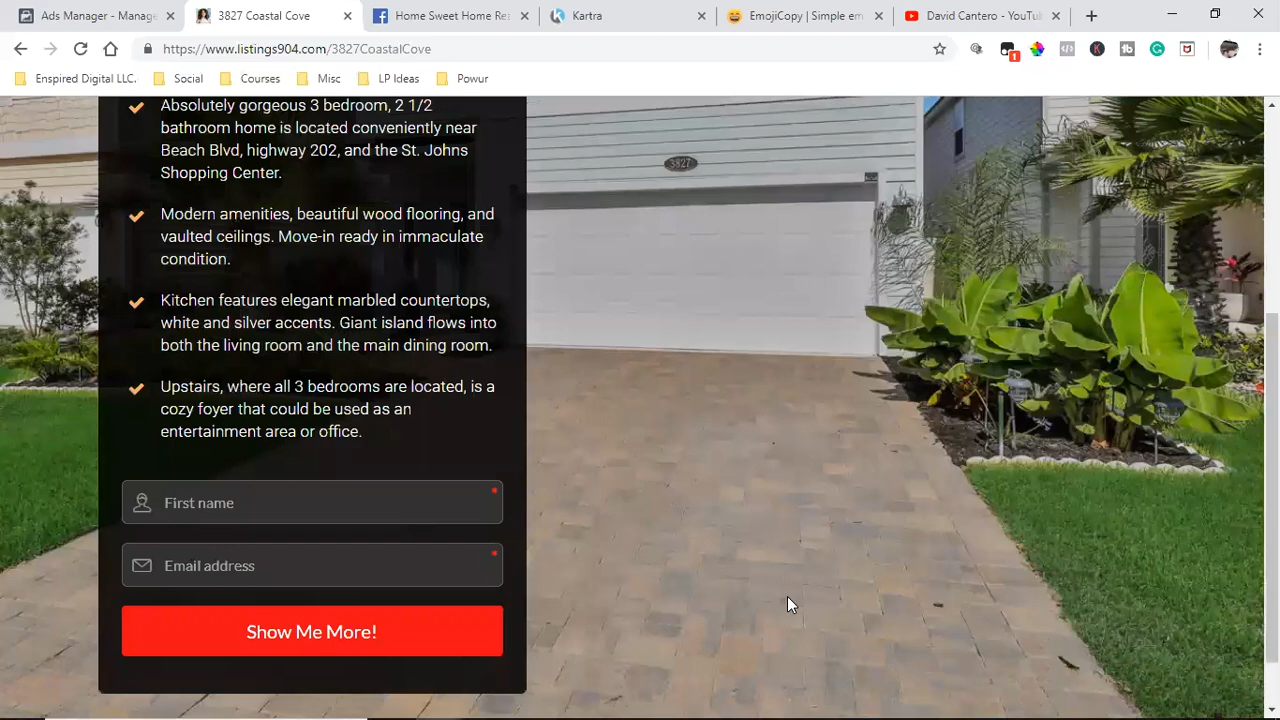 Ads Manager - Manage
3827 Coastal Cove
Home Sweet Home Re
Kartra
EmojiCopy | Simple em
David Cantero - YouTu
https://www.listings904.com/3827CoastalCove
1
Enspired Digital LLC.
Social
Courses
Misc
LP Ideas
Powur
3827
Absolutely gorgeous 3 bedroom, 2 1/2
bathroom home is located conveniently near
Beach Blvd, highway 202, and the St. Johns
Shopping Center.
Modern amenities, beautiful wood flooring, and
vaulted ceilings. Move-in ready in immaculate
condition.
Kitchen features elegant marbled countertops,
white and silver accents. Giant island flows into
both the living room and the main dining room.
Upstairs, where all 3 bedrooms are located, is a
cozy foyer that could be used as an
entertainment area or office.
First name *
Email address *
Show Me More!